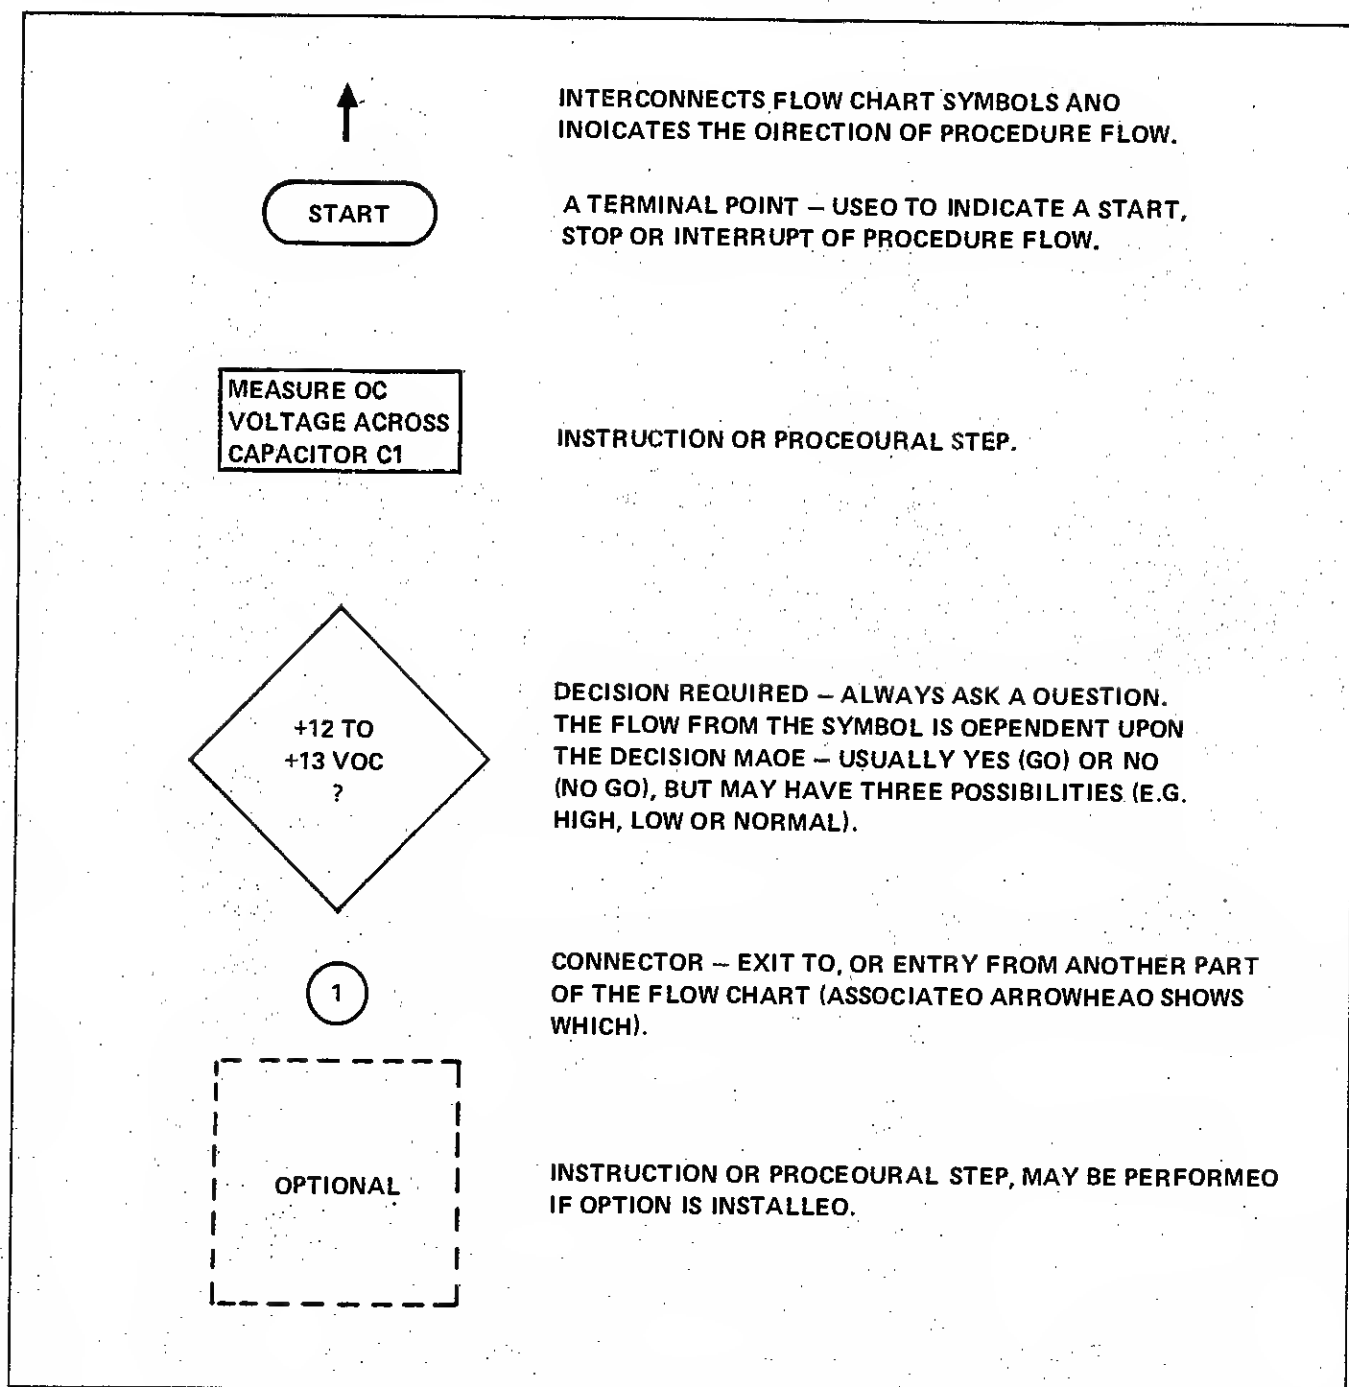 INTERCONNECTS FLOW CHART SYMBOLS ANO
INOICATES THE OIRECTION OF PROCEDURE FLOW.
START
A TERMINAL POINT – USEO TO INDICATE A START,
STOP OR INTERRUPT OF PROCEDURE FLOW.
MEASURE OC
VOLTAGE ACROSS
CAPACITOR C1
INSTRUCTION OR PROCEOURAL STEP.
+12 TO
+13 VOC
?
DECISION REQUIRED – ALWAYS ASK A OUESTION.
THE FLOW FROM THE SYMBOL IS OEPENDENT UPON
THE DECISION MAOE – USUALLY YES (GO) OR NO
(NO GO), BUT MAY HAVE THREE POSSIBILITIES (E.G.
HIGH, LOW OR NORMAL).
1
CONNECTOR – EXIT TO, OR ENTRY FROM ANOTHER PART
OF THE FLOW CHART (ASSOCIATEO ARROWHEAO SHOWS
WHICH).
OPTIONAL
INSTRUCTION OR PROCEOURAL STEP, MAY BE PERFORMEO
IF OPTION IS INSTALLEO.